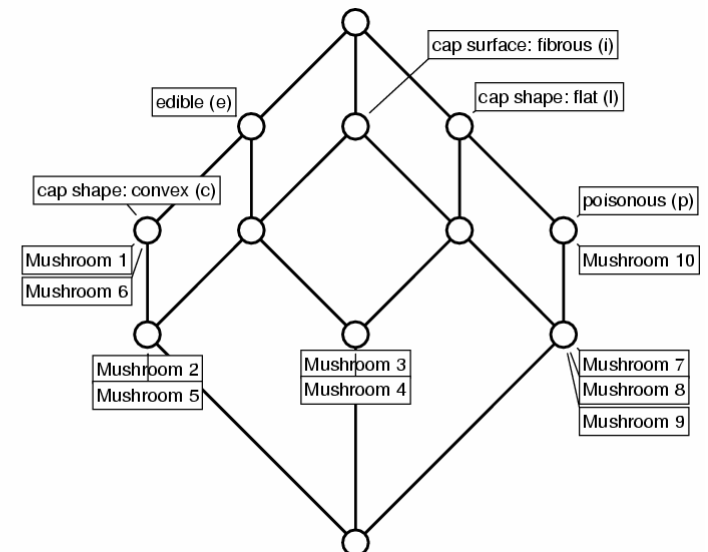 cap surface: fibrous (i)
edible (e)
cap shape: flat (l)
cap shape: convex (c)
poisonous (p)
Mushroom 1
Mushroom 10
Mushroom 6
Mushroom 2
Mushroom 3
Mushroom 7
Mushroom 5
Mushroom 4
Mushroom 8
Mushroom 9